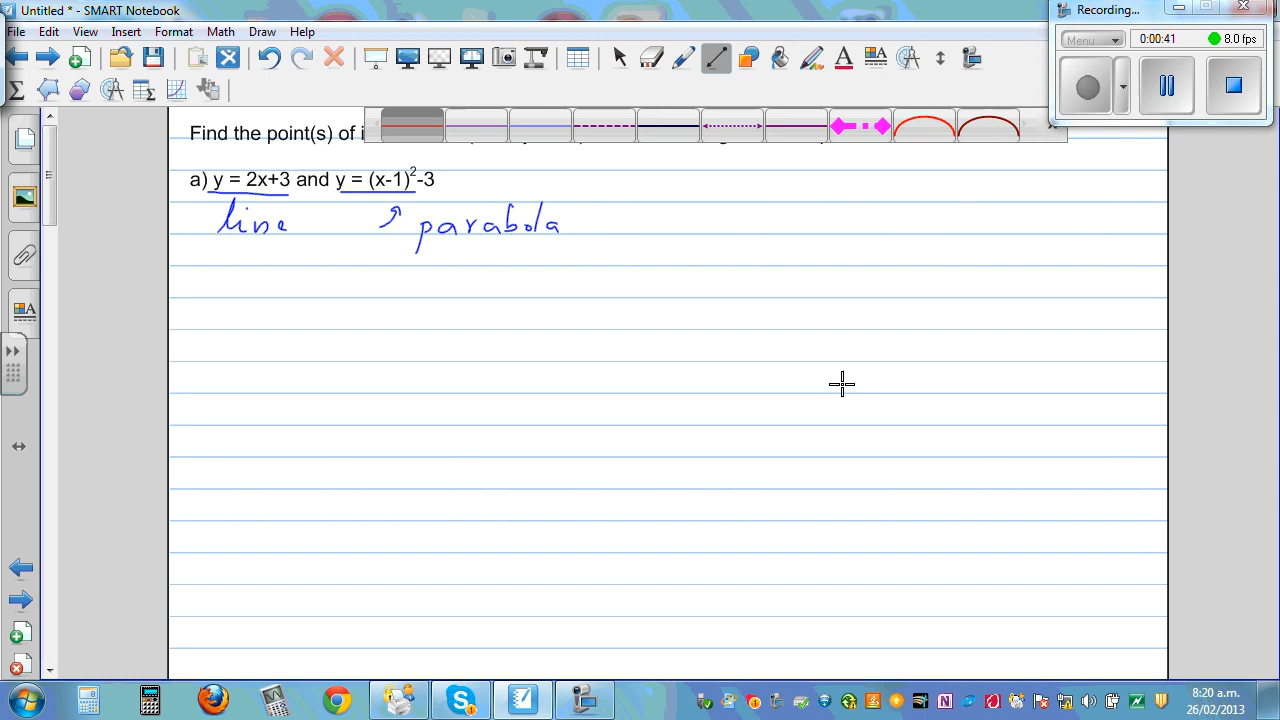 Untitled * - SMART Notebook
File Edit View Insert Format Math Draw Help
Recording...
Menu 0:00:41 8.0 fps
Find the point(s) of
a) y = 2x+3 and y = (x-1)²-3
line parabola
8:20 a.m.
26/02/2013